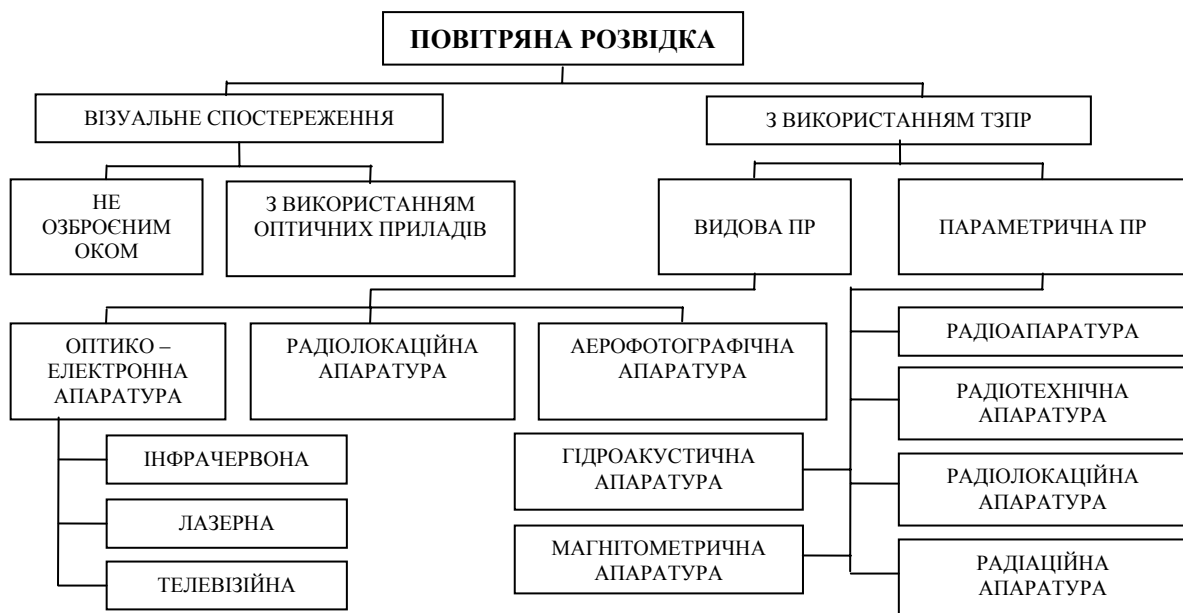 ПОВІТРЯНА РОЗВІДКА
ВІЗУАЛЬНЕ СПОСТЕРЕЖЕННЯ
З ВИКОРИСТАННЯМ ТЗПР
НЕ
ОЗБРОЄНИМ
ОКОМ
З ВИКОРИСТАННЯМ
ОПТИЧНИХ ПРИЛАДІВ
ВИДОВА ПР
ПАРАМЕТРИЧНА ПР
ОПТИКО –
ЕЛЕКТРОННА
АПАРАТУРА
РАДІОЛОКАЦІЙНА
АПАРАТУРА
АЕРОФОТОГРАФІЧНА
АПАРАТУРА
ІНФРАЧЕРВОНА
ЛАЗЕРНА
ТЕЛЕВІЗІЙНА
ГІДРОАКУСТИЧНА
АПАРАТУРА
МАГНІТОМЕТРИЧНА
АПАРАТУРА
РАДІОАПАРАТУРА
РАДІОТЕХНІЧНА
АПАРАТУРА
РАДІОЛОКАЦІЙНА
АПАРАТУРА
РАДІАЦІЙНА
АПАРАТУРА